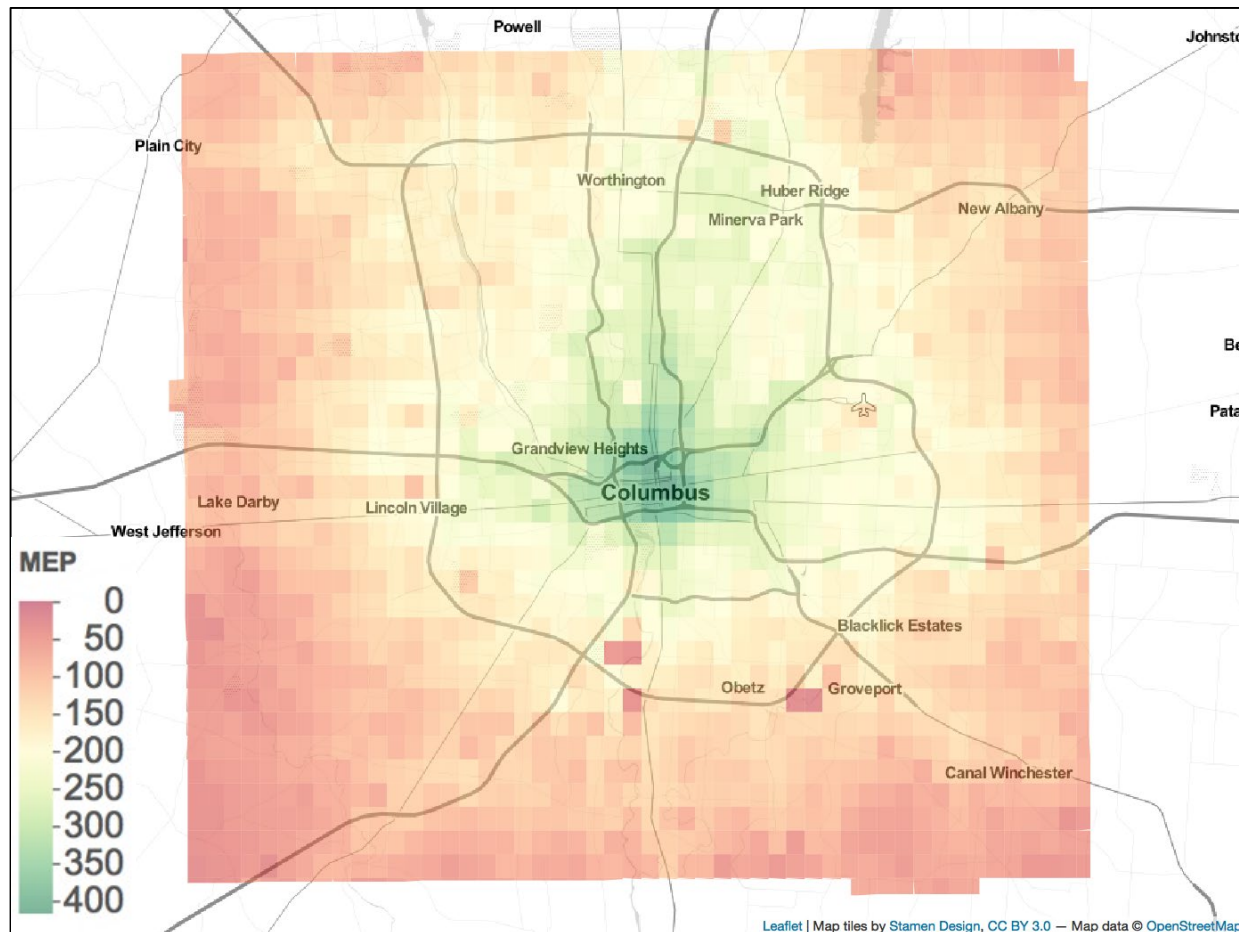 Powell
Johnsto
Plain City
Worthington
Huber Ridge
New Albany
Minerva Park
Be
Pata
Grandview Heights
Columbus
Lake Darby
Lincoln Village
West Jefferson
MEP
0
50
100
150
200
250
300
350
400
Blacklick Estates
Obetz
Groveport
Canal Winchester
Leaflet | Map tiles by Stamen Design, CC BY 3.0 — Map data © OpenStreetMap